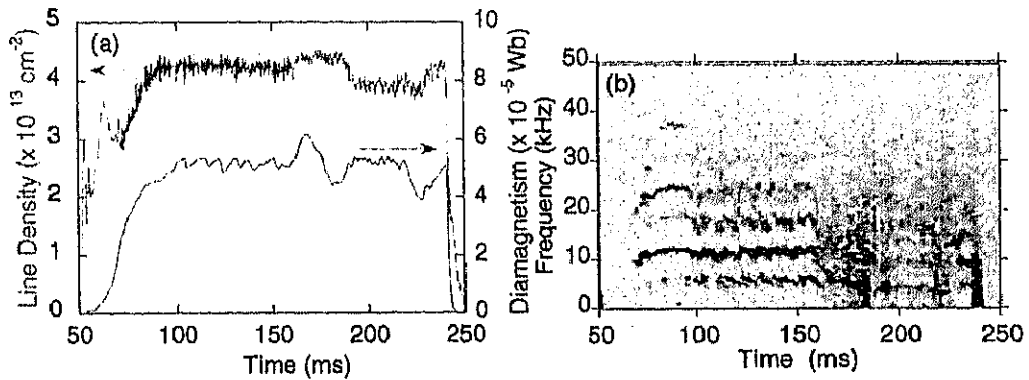 (a)
Line Density (x 10 13 cm-2)
5
4
3
2
1
0
10
8
6
4
2
0
Diamagnetism (x 10 -5 Wb)
50 100 150 200 250
Time (ms)
(b)
Frequency (kHz)
50
40
30
20
10
0
50 100 150 200 250
Time (ms)